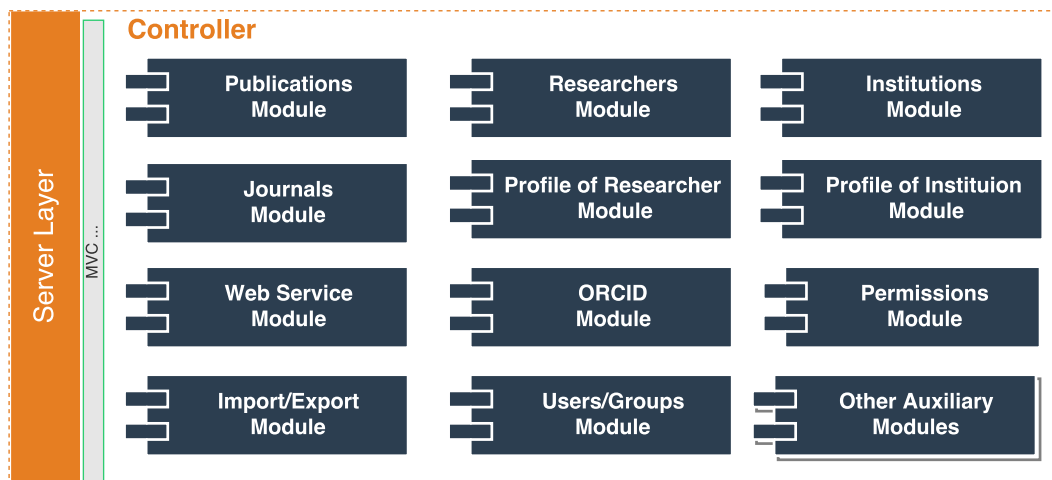 Controller
Server Layer
MVC ...
Publications
Module
Researchers
Module
Institutions
Module
Journals
Module
Profile of Researcher
Module
Profile of Instituion
Module
Web Service
Module
ORCID
Module
Permissions
Module
Import/Export
Module
Users/Groups
Module
Other Auxiliary
Modules